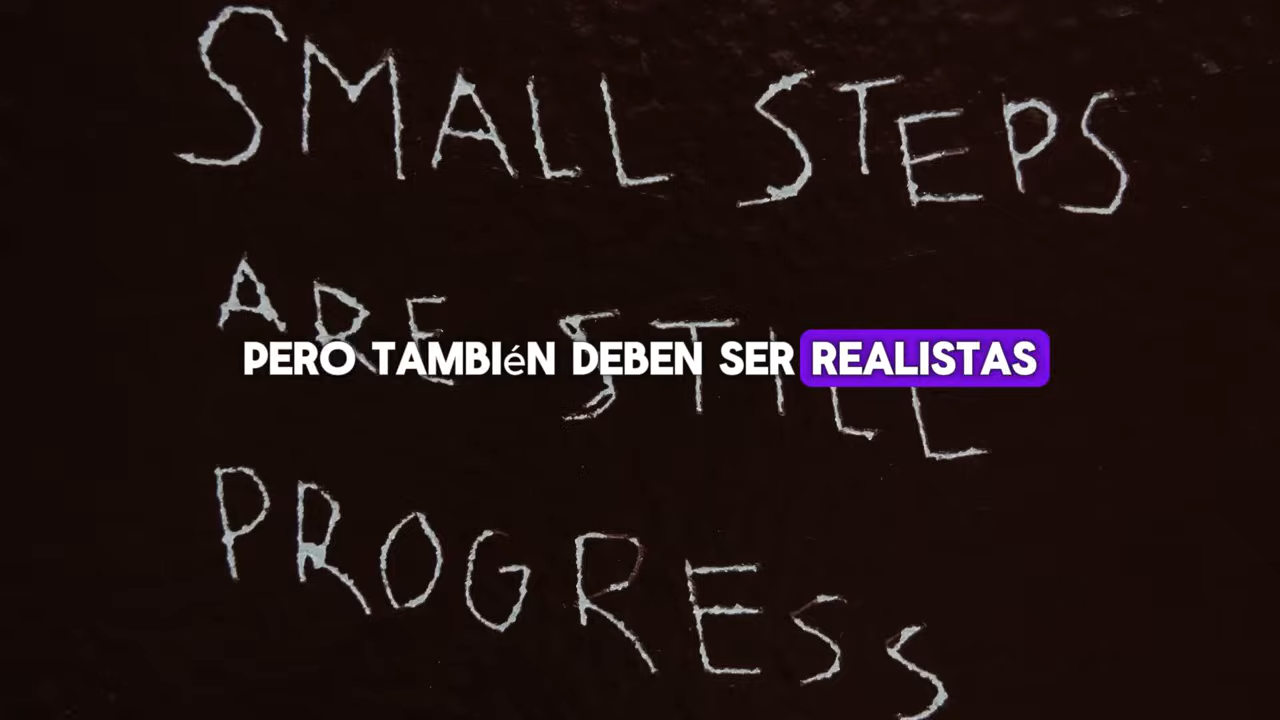 SMALL STEPS
ARE STILL
PERO TAMBIéN DEBEN SER REALISTAS
PROGRESS